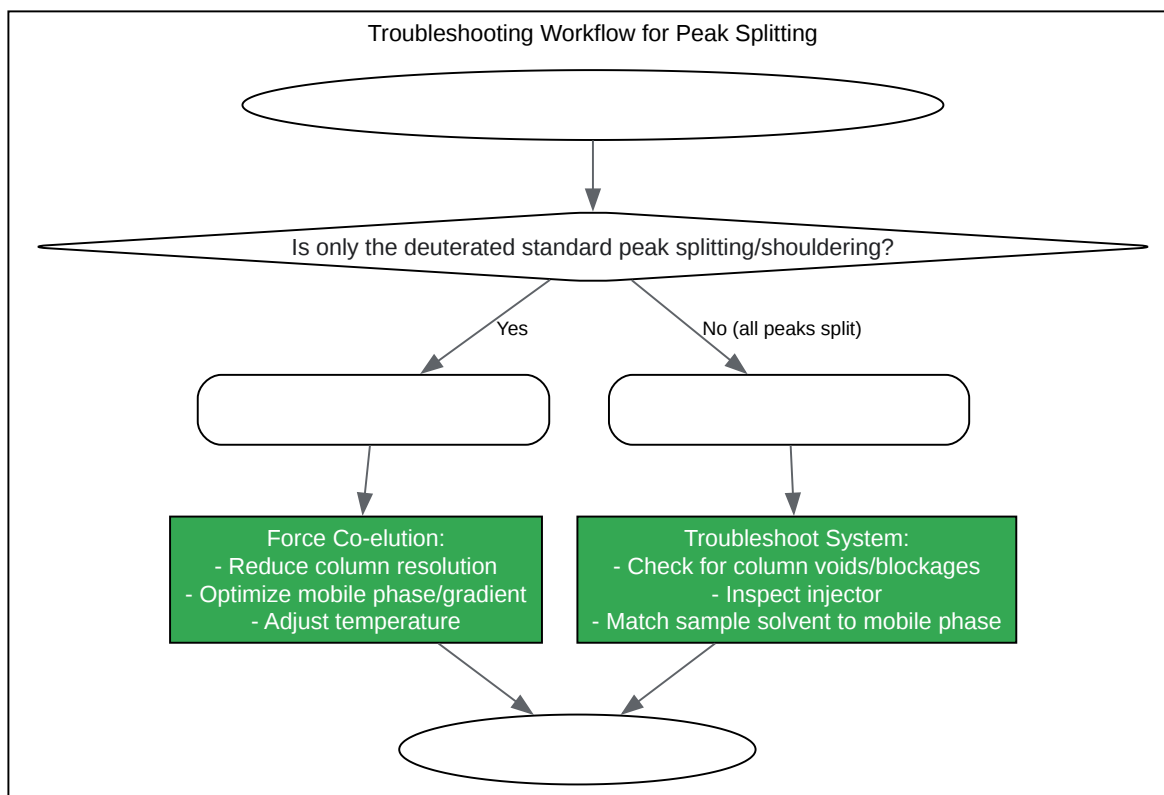 Troubleshooting Workflow for Peak Splitting
Is only the deuterated standard peak splitting/shouldering?
Yes
No (all peaks split)
Force Co-elution:
- Reduce column resolution
- Optimize mobile phase/gradient
- Adjust temperature
Troubleshoot System:
- Check for column voids/blockages
- Inspect injector
- Match sample solvent to mobile phase